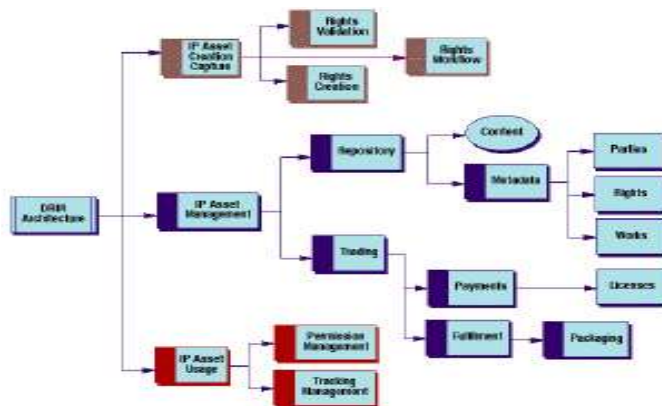 IP Asset
Creation
Capture
Rights
Validation
Rights
Creation
Rights
Workflow
DRM
Architecture
IP Asset
Management
Repository
Content
Metadata
Parties
Rights
Works
Trading
Payments
Licenses
Fulfilment
Packaging
IP Asset
Usage
Permission
Management
Tracking
Management